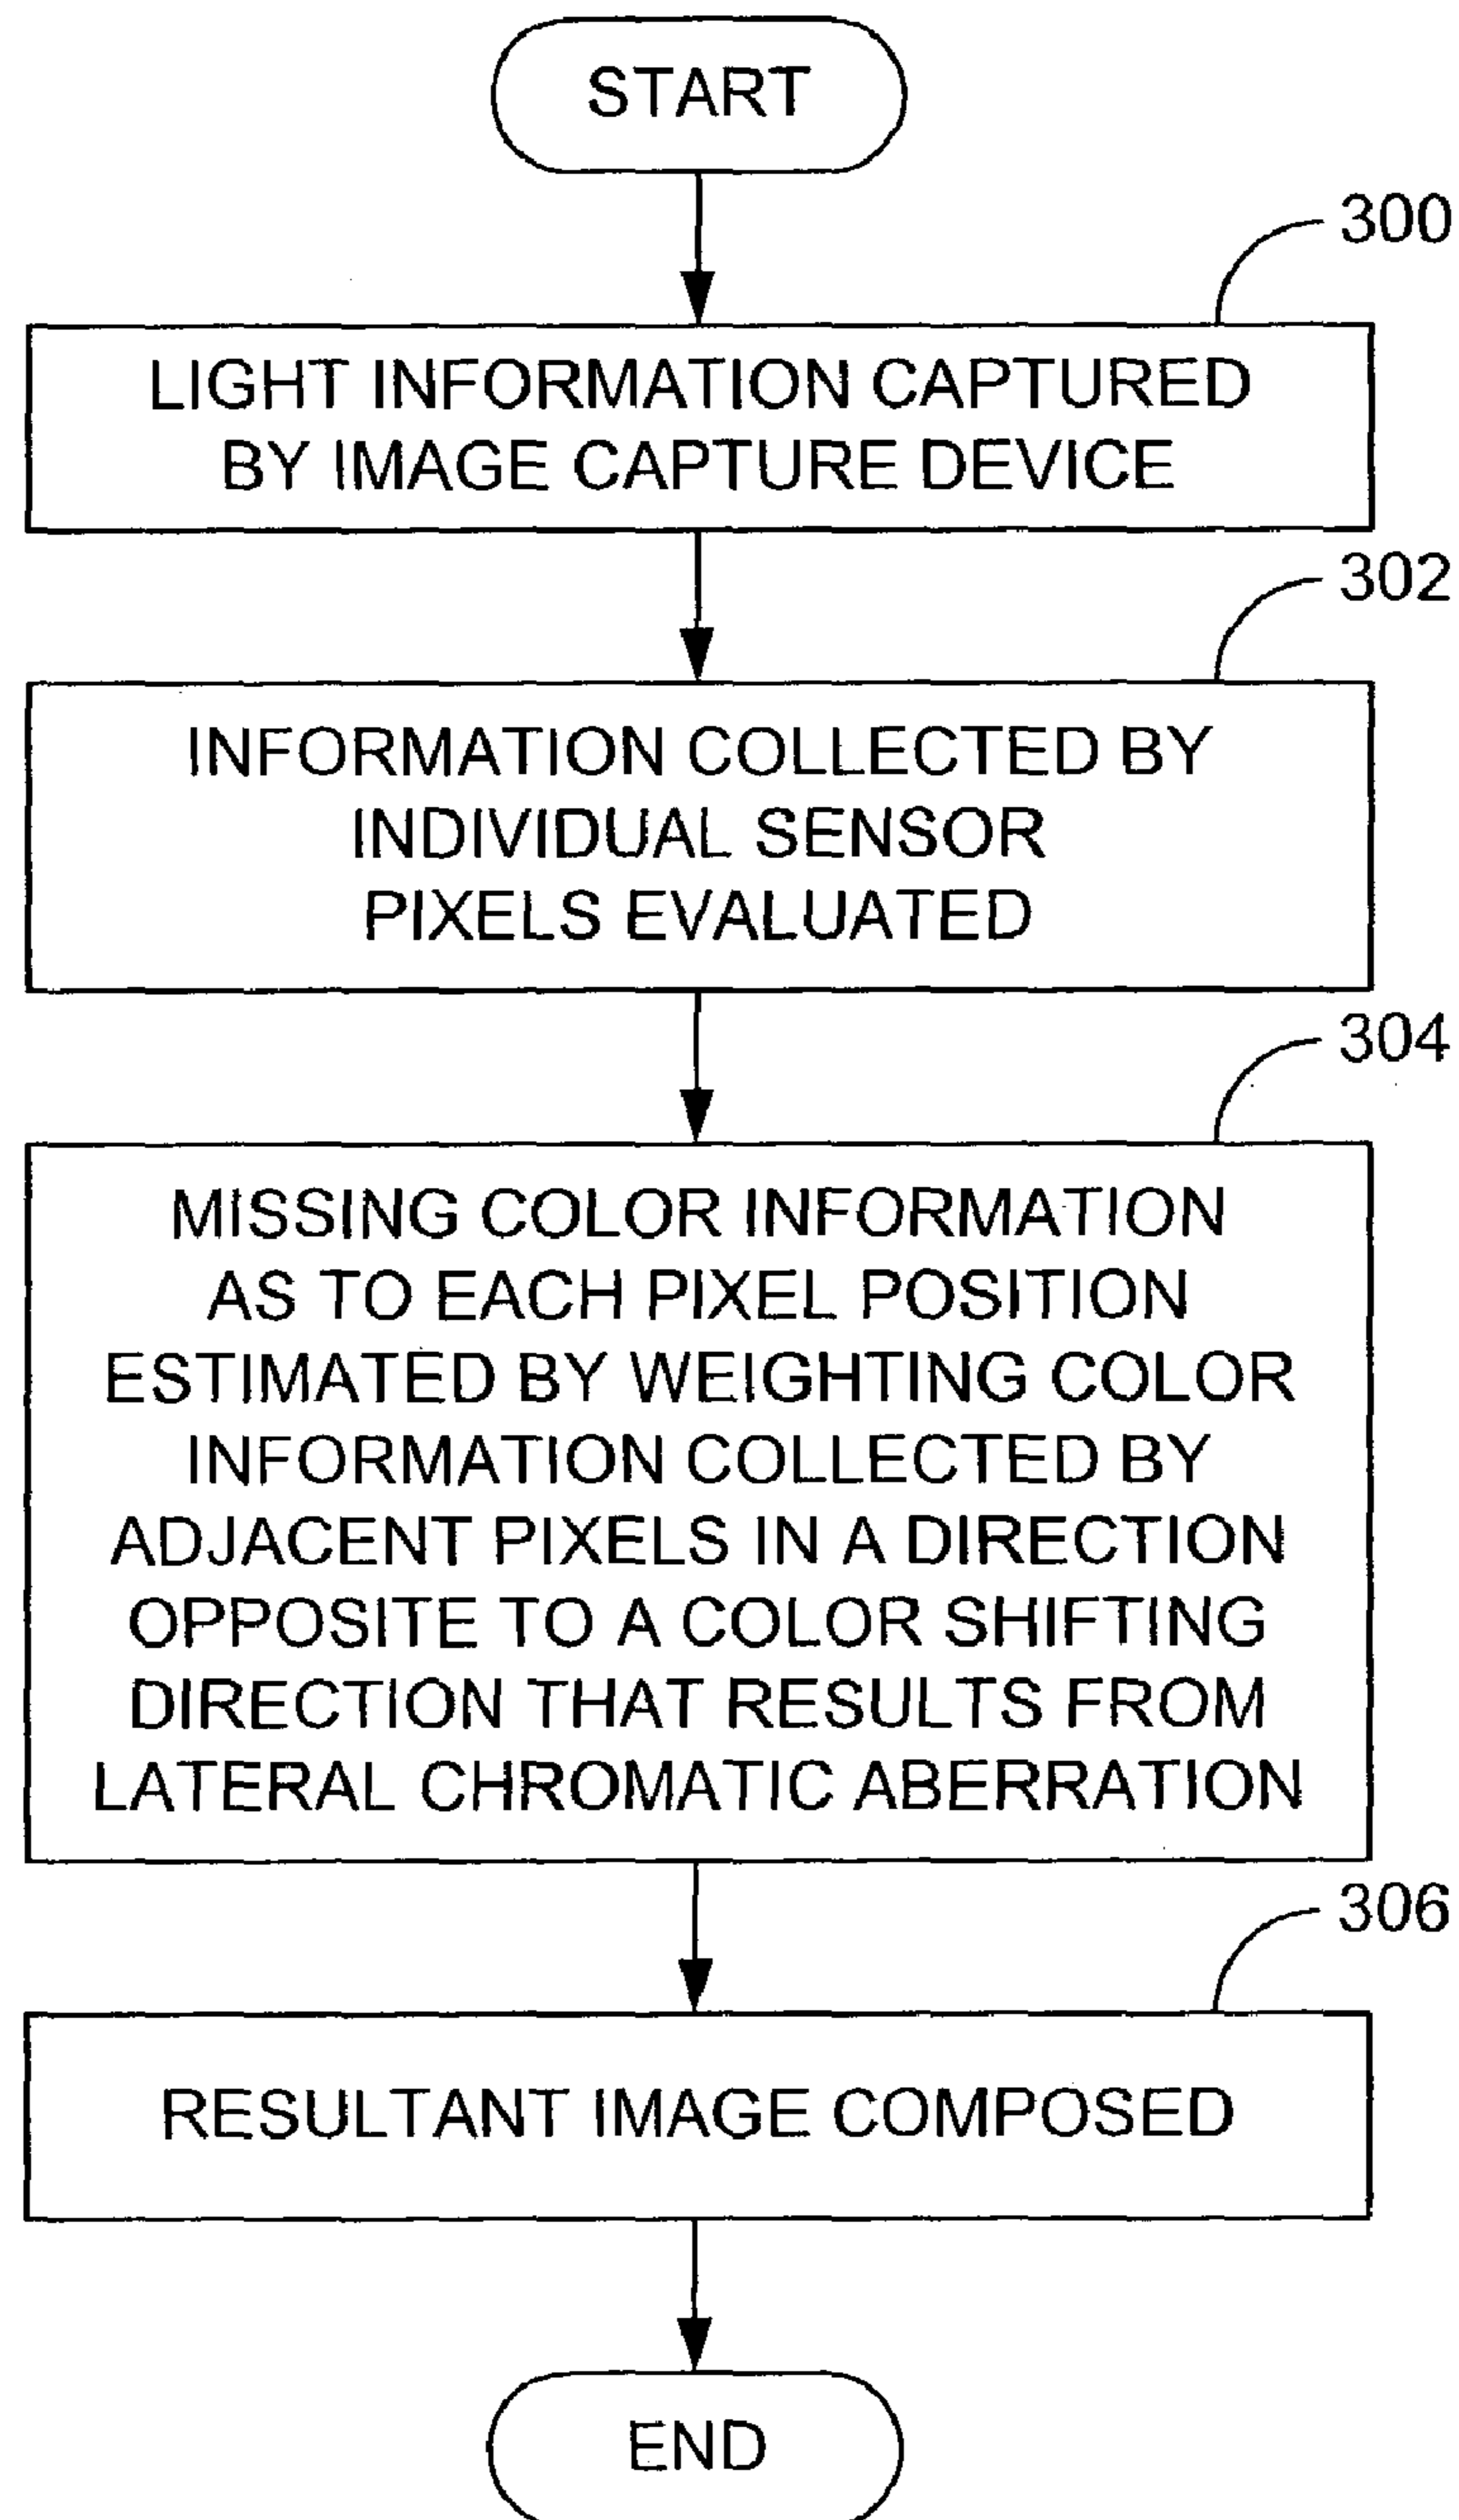 START
300
LIGHT INFORMATION CAPTURED
BY IMAGE CAPTURE DEVICE
302
INFORMATION COLLECTED BY
INDIVIDUAL SENSOR
PIXELS EVALUATED
304
MISSING COLOR INFORMATION
AS TO EACH PIXEL POSITION
ESTIMATED BY WEIGHTING COLOR
INFORMATION COLLECTED BY
ADJACENT PIXELS IN A DIRECTION
OPPOSITE TO A COLOR SHIFTING
DIRECTION THAT RESULTS FROM
LATERAL CHROMATIC ABERRATION
306
RESULTANT IMAGE COMPOSED
END